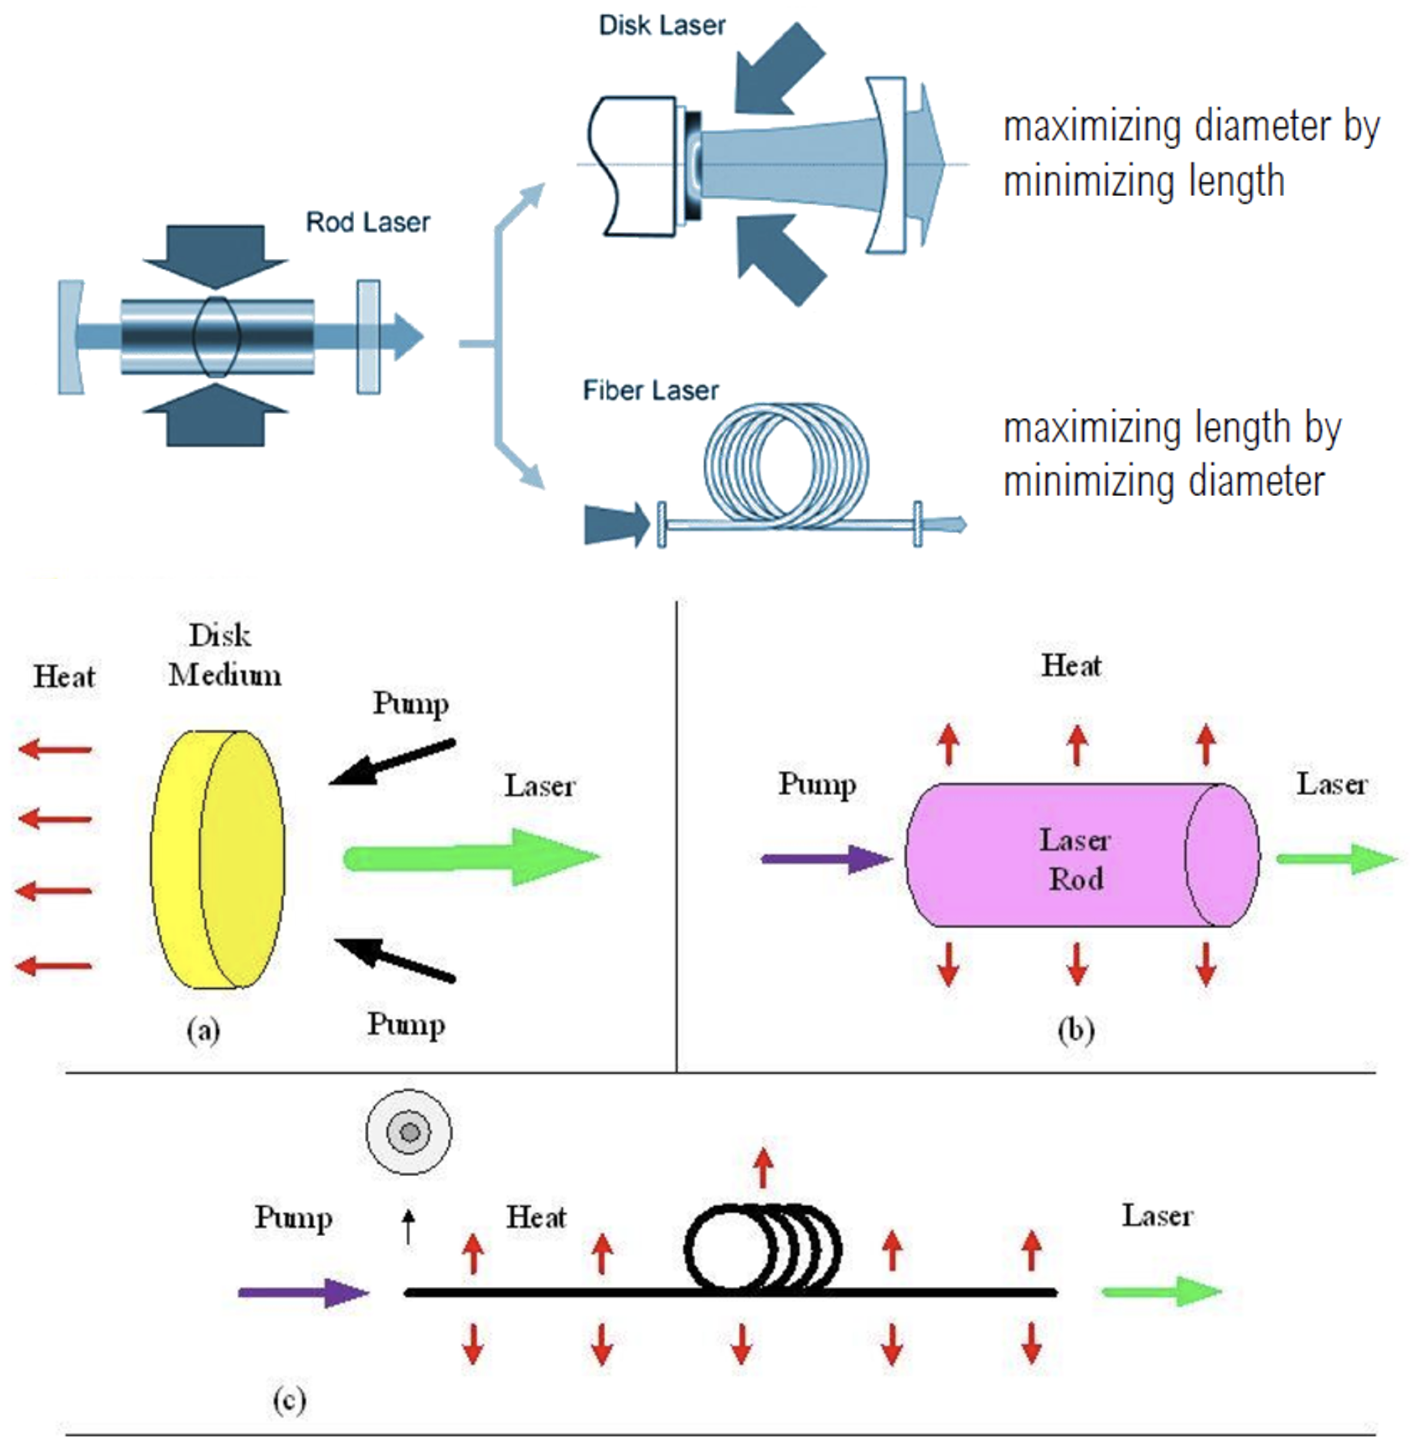 Disk Laser
maximizing diameter by
minimizing length
Rod Laser
Fiber Laser
maximizing length by
minimizing diameter
Disk
Medium
Heat
Pump
Laser
Pump
(a)
Heat
Pump
Laser
Laser
Rod
(b)
Pump
Heat
Laser
(c)